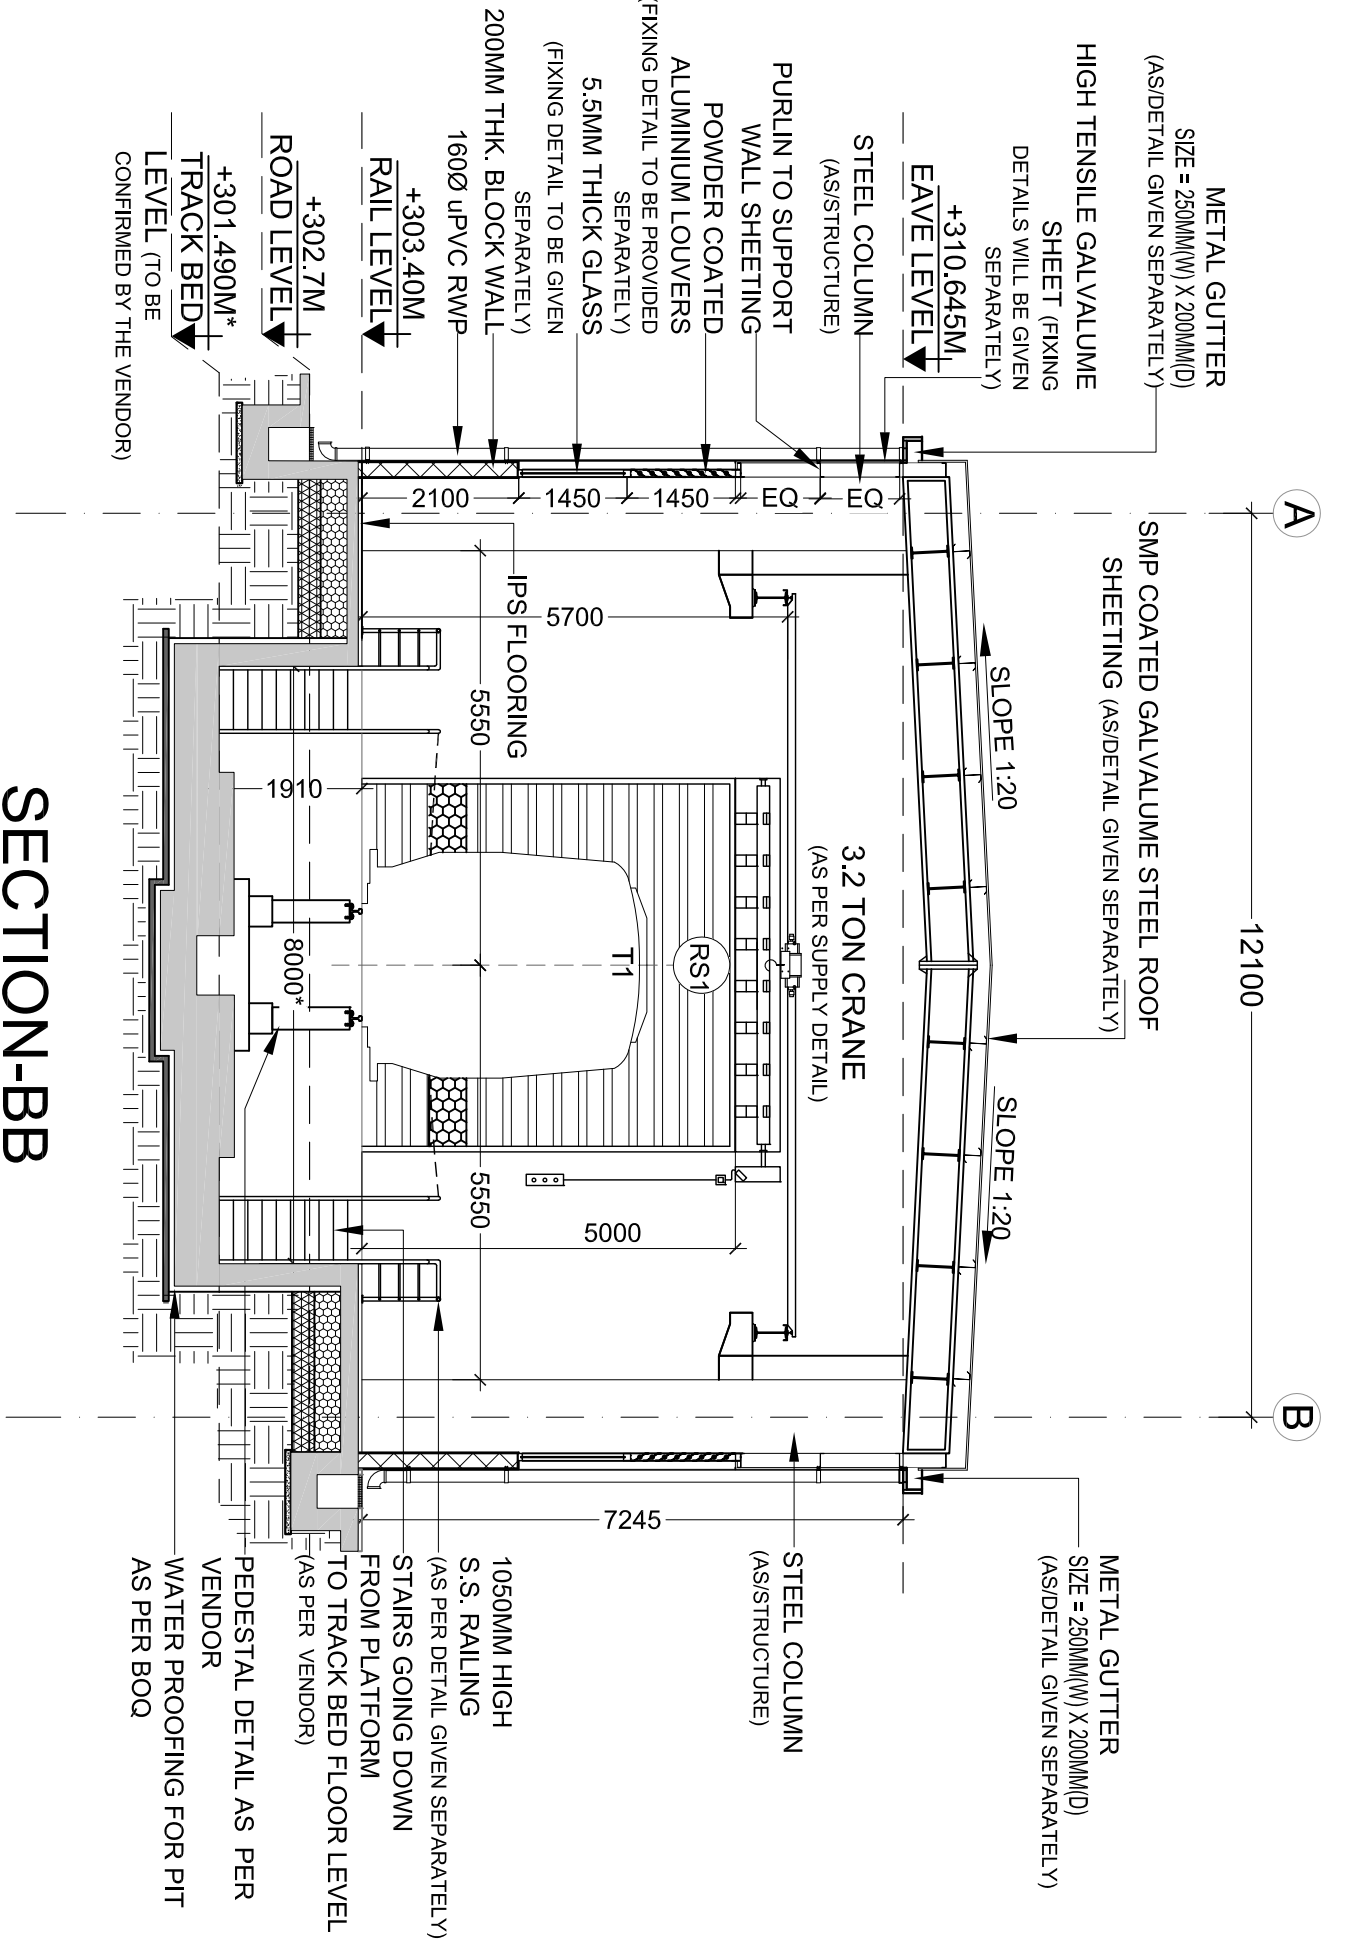 A
B
12100
METAL GUTTER
SIZE = 250MM(W) X 200MM(D)
(AS/DETAIL GIVEN SEPARATELY)
HIGH TENSILE GALVALUME
SHEET (FIXING
DETAILS WILL BE GIVEN
SEPARATELY)
+310.645M
EAVE LEVEL
STEEL COLUMN
(AS/STRUCTURE)
PURLIN TO SUPPORT
WALL SHEETING
POWDER COATED
ALUMINIUM LOUVERS
(FIXING DETAIL TO BE PROVIDED
SEPARATELY)
5.5MM THICK GLASS
(FIXING DETAIL TO BE GIVEN
SEPARATELY)
200MM THK. BLOCK WALL
160Ø uPVC RWP
+303.40M
RAIL LEVEL
+302.7M
ROAD LEVEL
+301.490M*
TRACK BED
LEVEL (TO BE
CONFIRMED BY THE VENDOR)
SMP COATED GALVALUME STEEL ROOF
SHEETING (AS/DETAIL GIVEN SEPARATELY)
SLOPE 1:20
SLOPE 1:20
EQ
EQ
1450
1450
2100
5700
IPS FLOORING
5550
5550
1910
8000*
3.2 TON CRANE
(AS PER SUPPLY DETAIL)
RS1
T1
5000
7245
METAL GUTTER
SIZE = 250MM(W) X 200MM(D)
(AS/DETAIL GIVEN SEPARATELY)
STEEL COLUMN
(AS/STRUCTURE)
1050MM HIGH
S.S. RAILING
(AS PER DETAIL GIVEN SEPARATELY)
STAIRS GOING DOWN
FROM PLATFORM
TO TRACK BED FLOOR LEVEL
(AS PER VENDOR)
PEDESTAL DETAIL AS PER
VENDOR
WATER PROOFING FOR PIT
AS PER BOQ
SECTION-BB